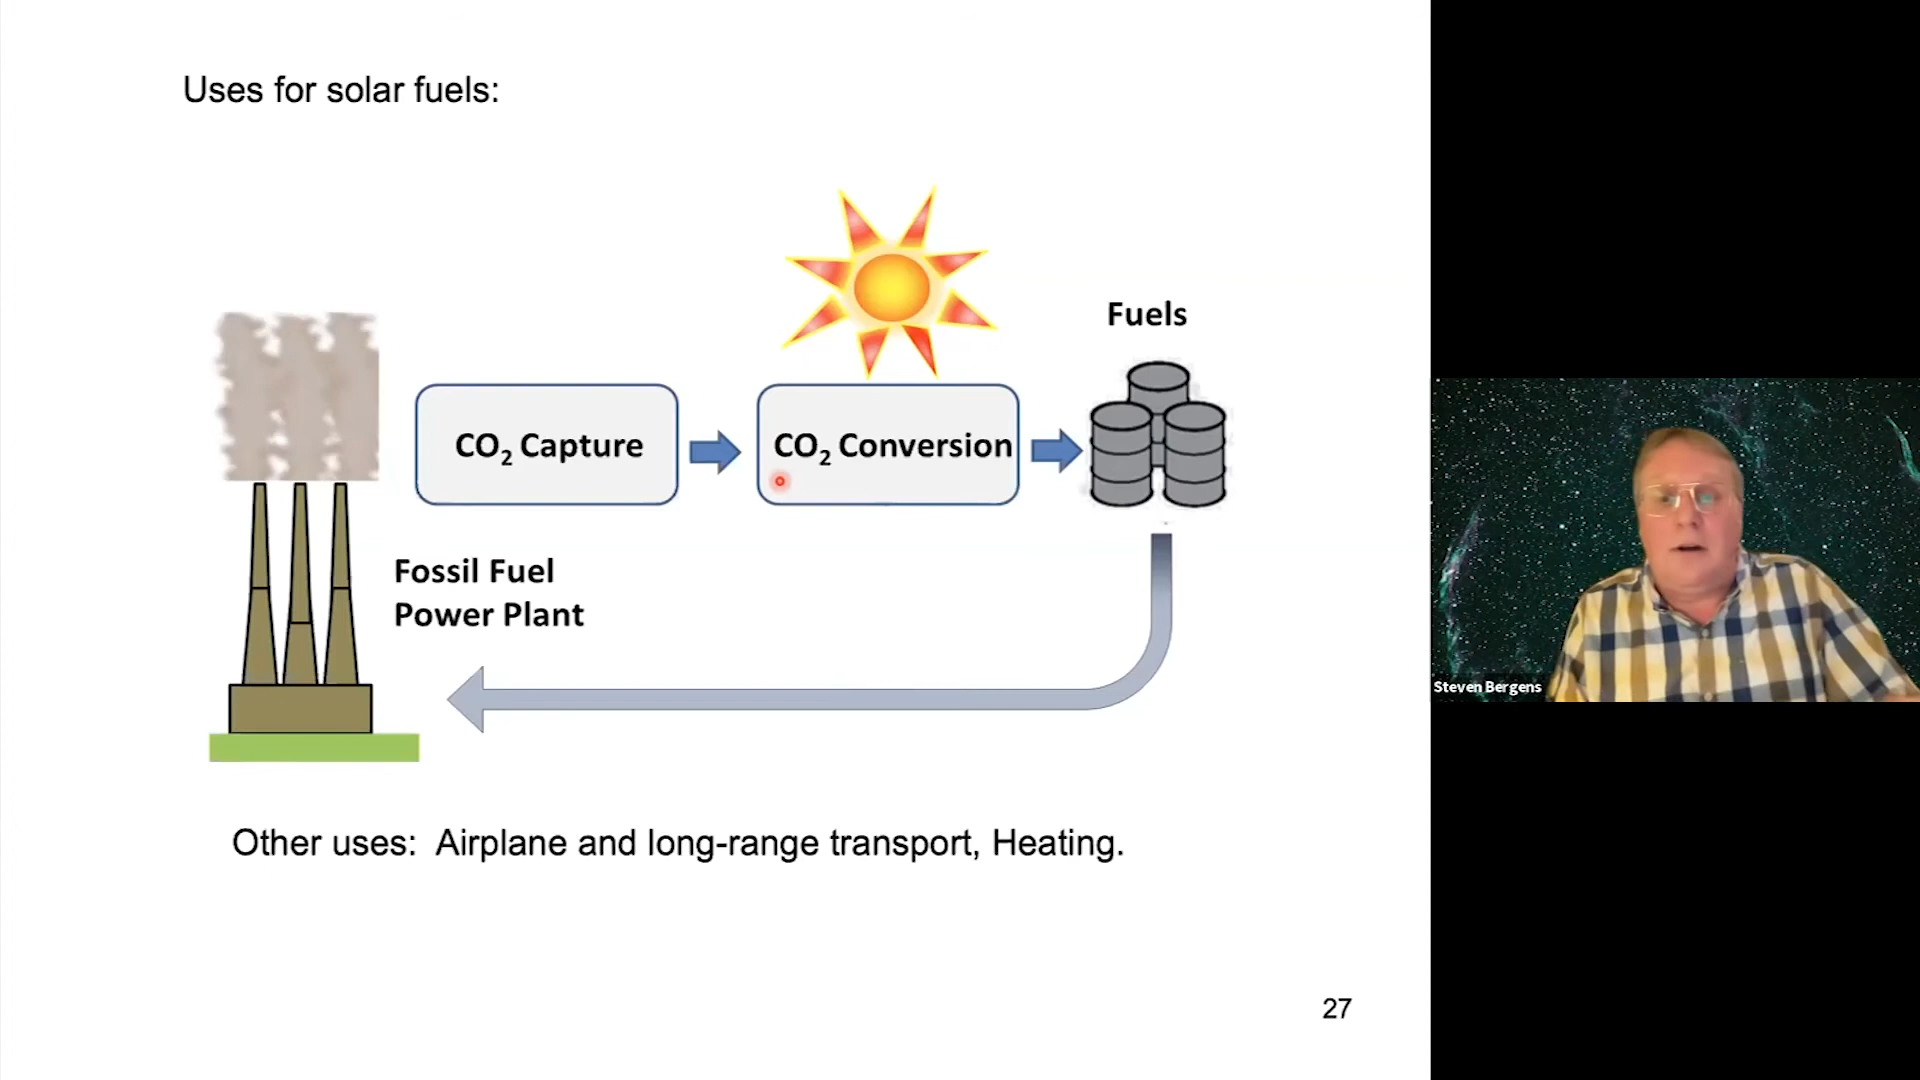 Uses for solar fuels:
Fuels
CO₂ Capture
CO₂ Conversion
Fossil Fuel
Power Plant
Steven Bergens
Other uses:  Airplane and long-range transport, Heating.
27